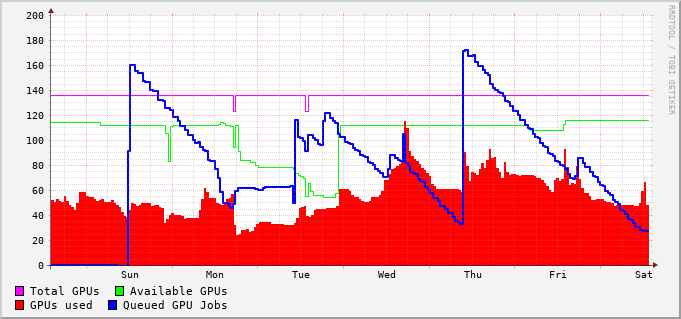 RRDTOOL / TOBI OETIKER
200
180
160
140
120
100
80
60
40
20
0
Sun Mon Tue Wed Thu Fri Sat
Total GPUs Available GPUs
GPUs used Queued GPU Jobs